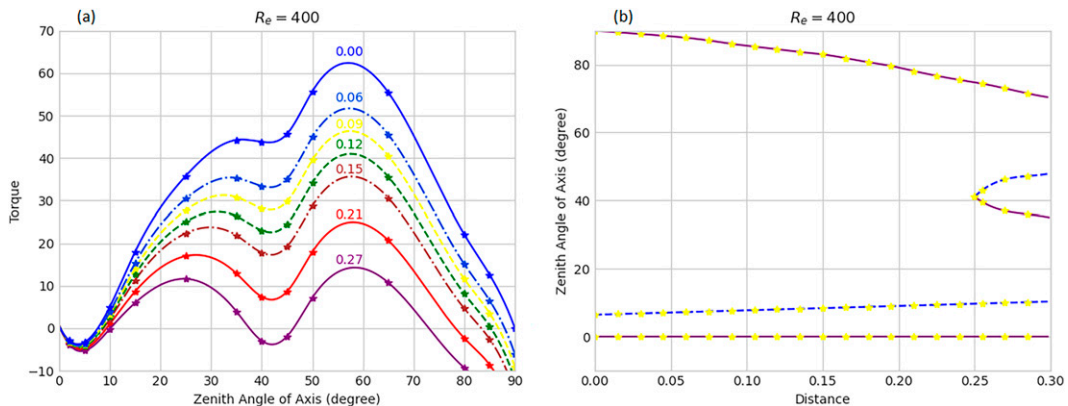 (a)
R_e = 400
70
60
50
40
30
20
10
0
−10
Torque
0.00
0.06
0.09
0.12
0.15
0.21
0.27
0 10 20 30 40 50 60 70 80 90
Zenith Angle of Axis (degree)
(b)
R_e = 400
80
60
40
20
0
Zenith Angle of Axis (degree)
0.00 0.05 0.10 0.15 0.20 0.25 0.30
Distance